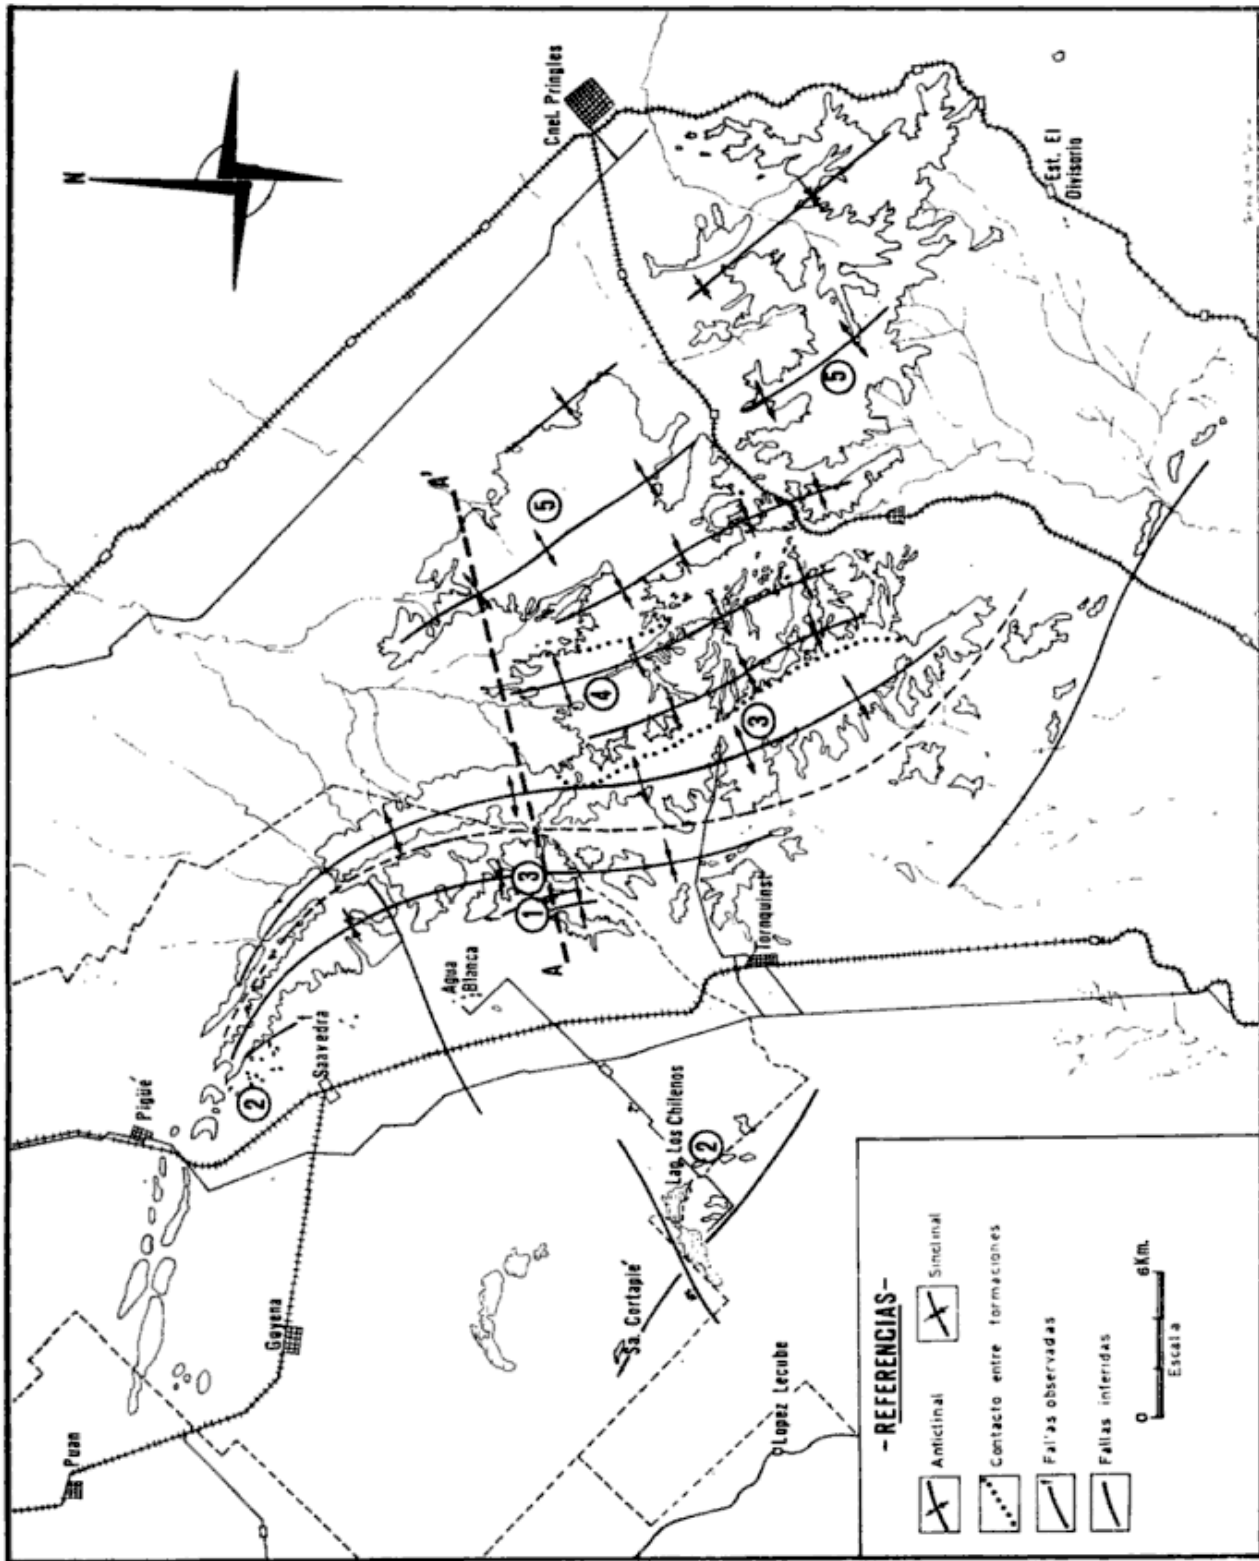 N
Cnel. Pringles
Est. El
Divisorio
A'
5
5
4
3
3
1
A
Agua
Blanca
Tornquinst
Saavedra
Pigüé
2
2
Lag. Los Chilenos
Sa. Cortapié
Goyena
Puan
Lopez Lecube
-REFERENCIAS-
Anticlinal
Sinclinal
Contacto entre formaciones
Fallas observadas
Fallas inferidas
0
6Km.
Escala